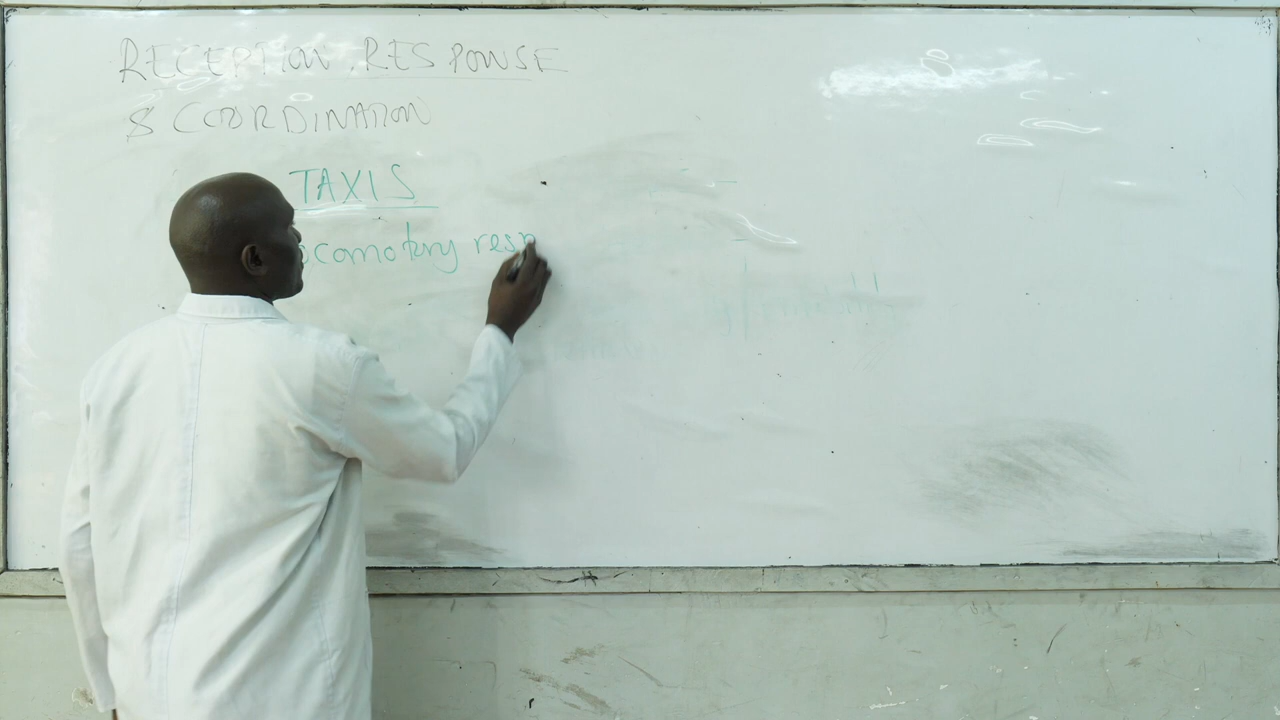 RECEPTION, RESPONSE
& COORDINATION
TAXIS
ocomotory resp